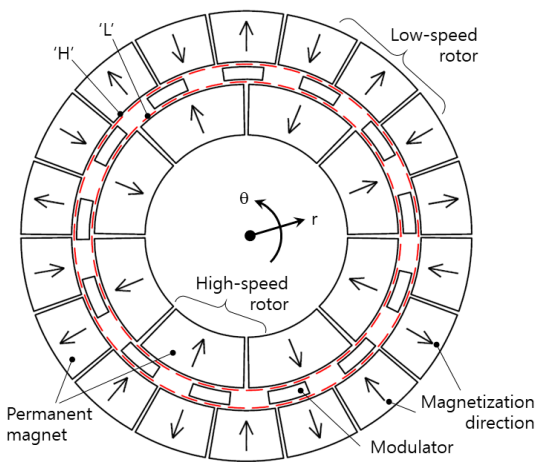 'L'
'H'
Low-speed
rotor
θ
r
High-speed
rotor
Permanent
magnet
Magnetization
direction
Modulator